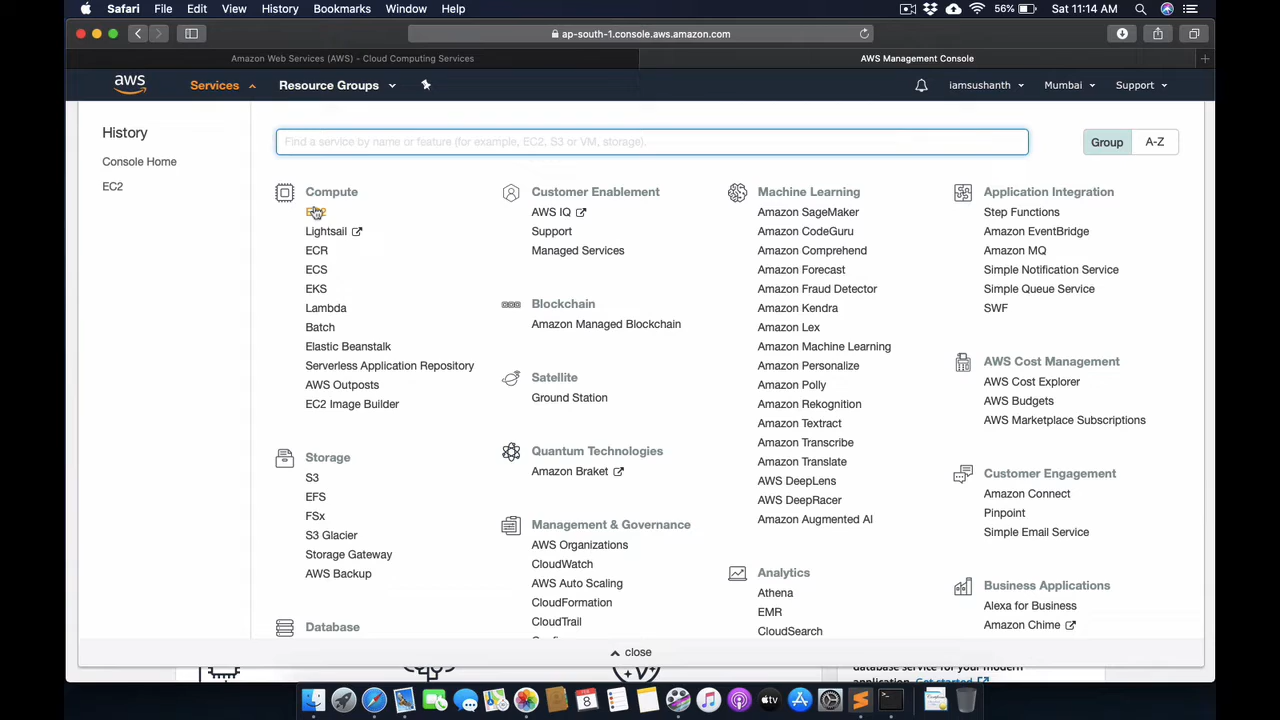 Safari File Edit View History Bookmarks Window Help 56% Sat 11:14 AM
ap-south-1.console.aws.amazon.com
Amazon Web Services (AWS) - Cloud Computing Services AWS Management Console
aws Services Resource Groups iamsushanth Mumbai Support
History
Console Home
EC2
Find a service by name or feature (for example, EC2, S3 or VM, storage).
Group A-Z
Compute
EC2
Lightsail
ECR
ECS
EKS
Lambda
Batch
Elastic Beanstalk
Serverless Application Repository
AWS Outposts
EC2 Image Builder
Storage
S3
EFS
FSx
S3 Glacier
Storage Gateway
AWS Backup
Database
Customer Enablement
AWS IQ
Support
Managed Services
Blockchain
Amazon Managed Blockchain
Satellite
Ground Station
Quantum Technologies
Amazon Braket
Management & Governance
AWS Organizations
CloudWatch
AWS Auto Scaling
CloudFormation
CloudTrail
Machine Learning
Amazon SageMaker
Amazon CodeGuru
Amazon Comprehend
Amazon Forecast
Amazon Fraud Detector
Amazon Kendra
Amazon Lex
Amazon Machine Learning
Amazon Personalize
Amazon Polly
Amazon Rekognition
Amazon Textract
Amazon Transcribe
Amazon Translate
AWS DeepLens
AWS DeepRacer
Amazon Augmented AI
Analytics
Athena
EMR
CloudSearch
Application Integration
Step Functions
Amazon EventBridge
Amazon MQ
Simple Notification Service
Simple Queue Service
SWF
AWS Cost Management
AWS Cost Explorer
AWS Budgets
AWS Marketplace Subscriptions
Customer Engagement
Amazon Connect
Pinpoint
Simple Email Service
Business Applications
Alexa for Business
Amazon Chime
close
database service for your modern
application. Get started
8